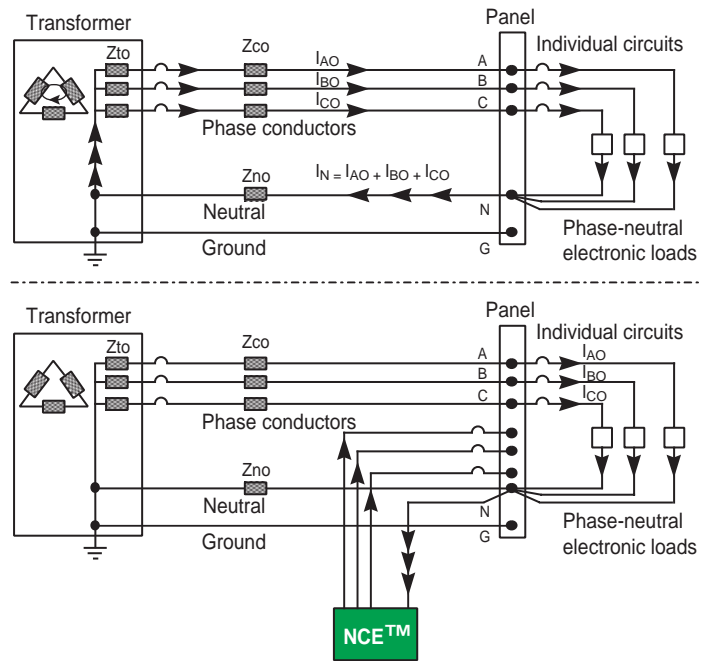 Transformer
Panel
Zto
Zco
IAO
A
Individual circuits
IBO
B
ICO
C
Phase conductors
Zno
IN = IAO + IBO + ICO
Neutral
N
Phase-neutral
electronic loads
Ground
G
Transformer
Panel
Zto
Zco
A
Individual circuits
IAO
B
IBO
C
ICO
Phase conductors
Zno
Neutral
N
Phase-neutral
electronic loads
Ground
G
NCE™